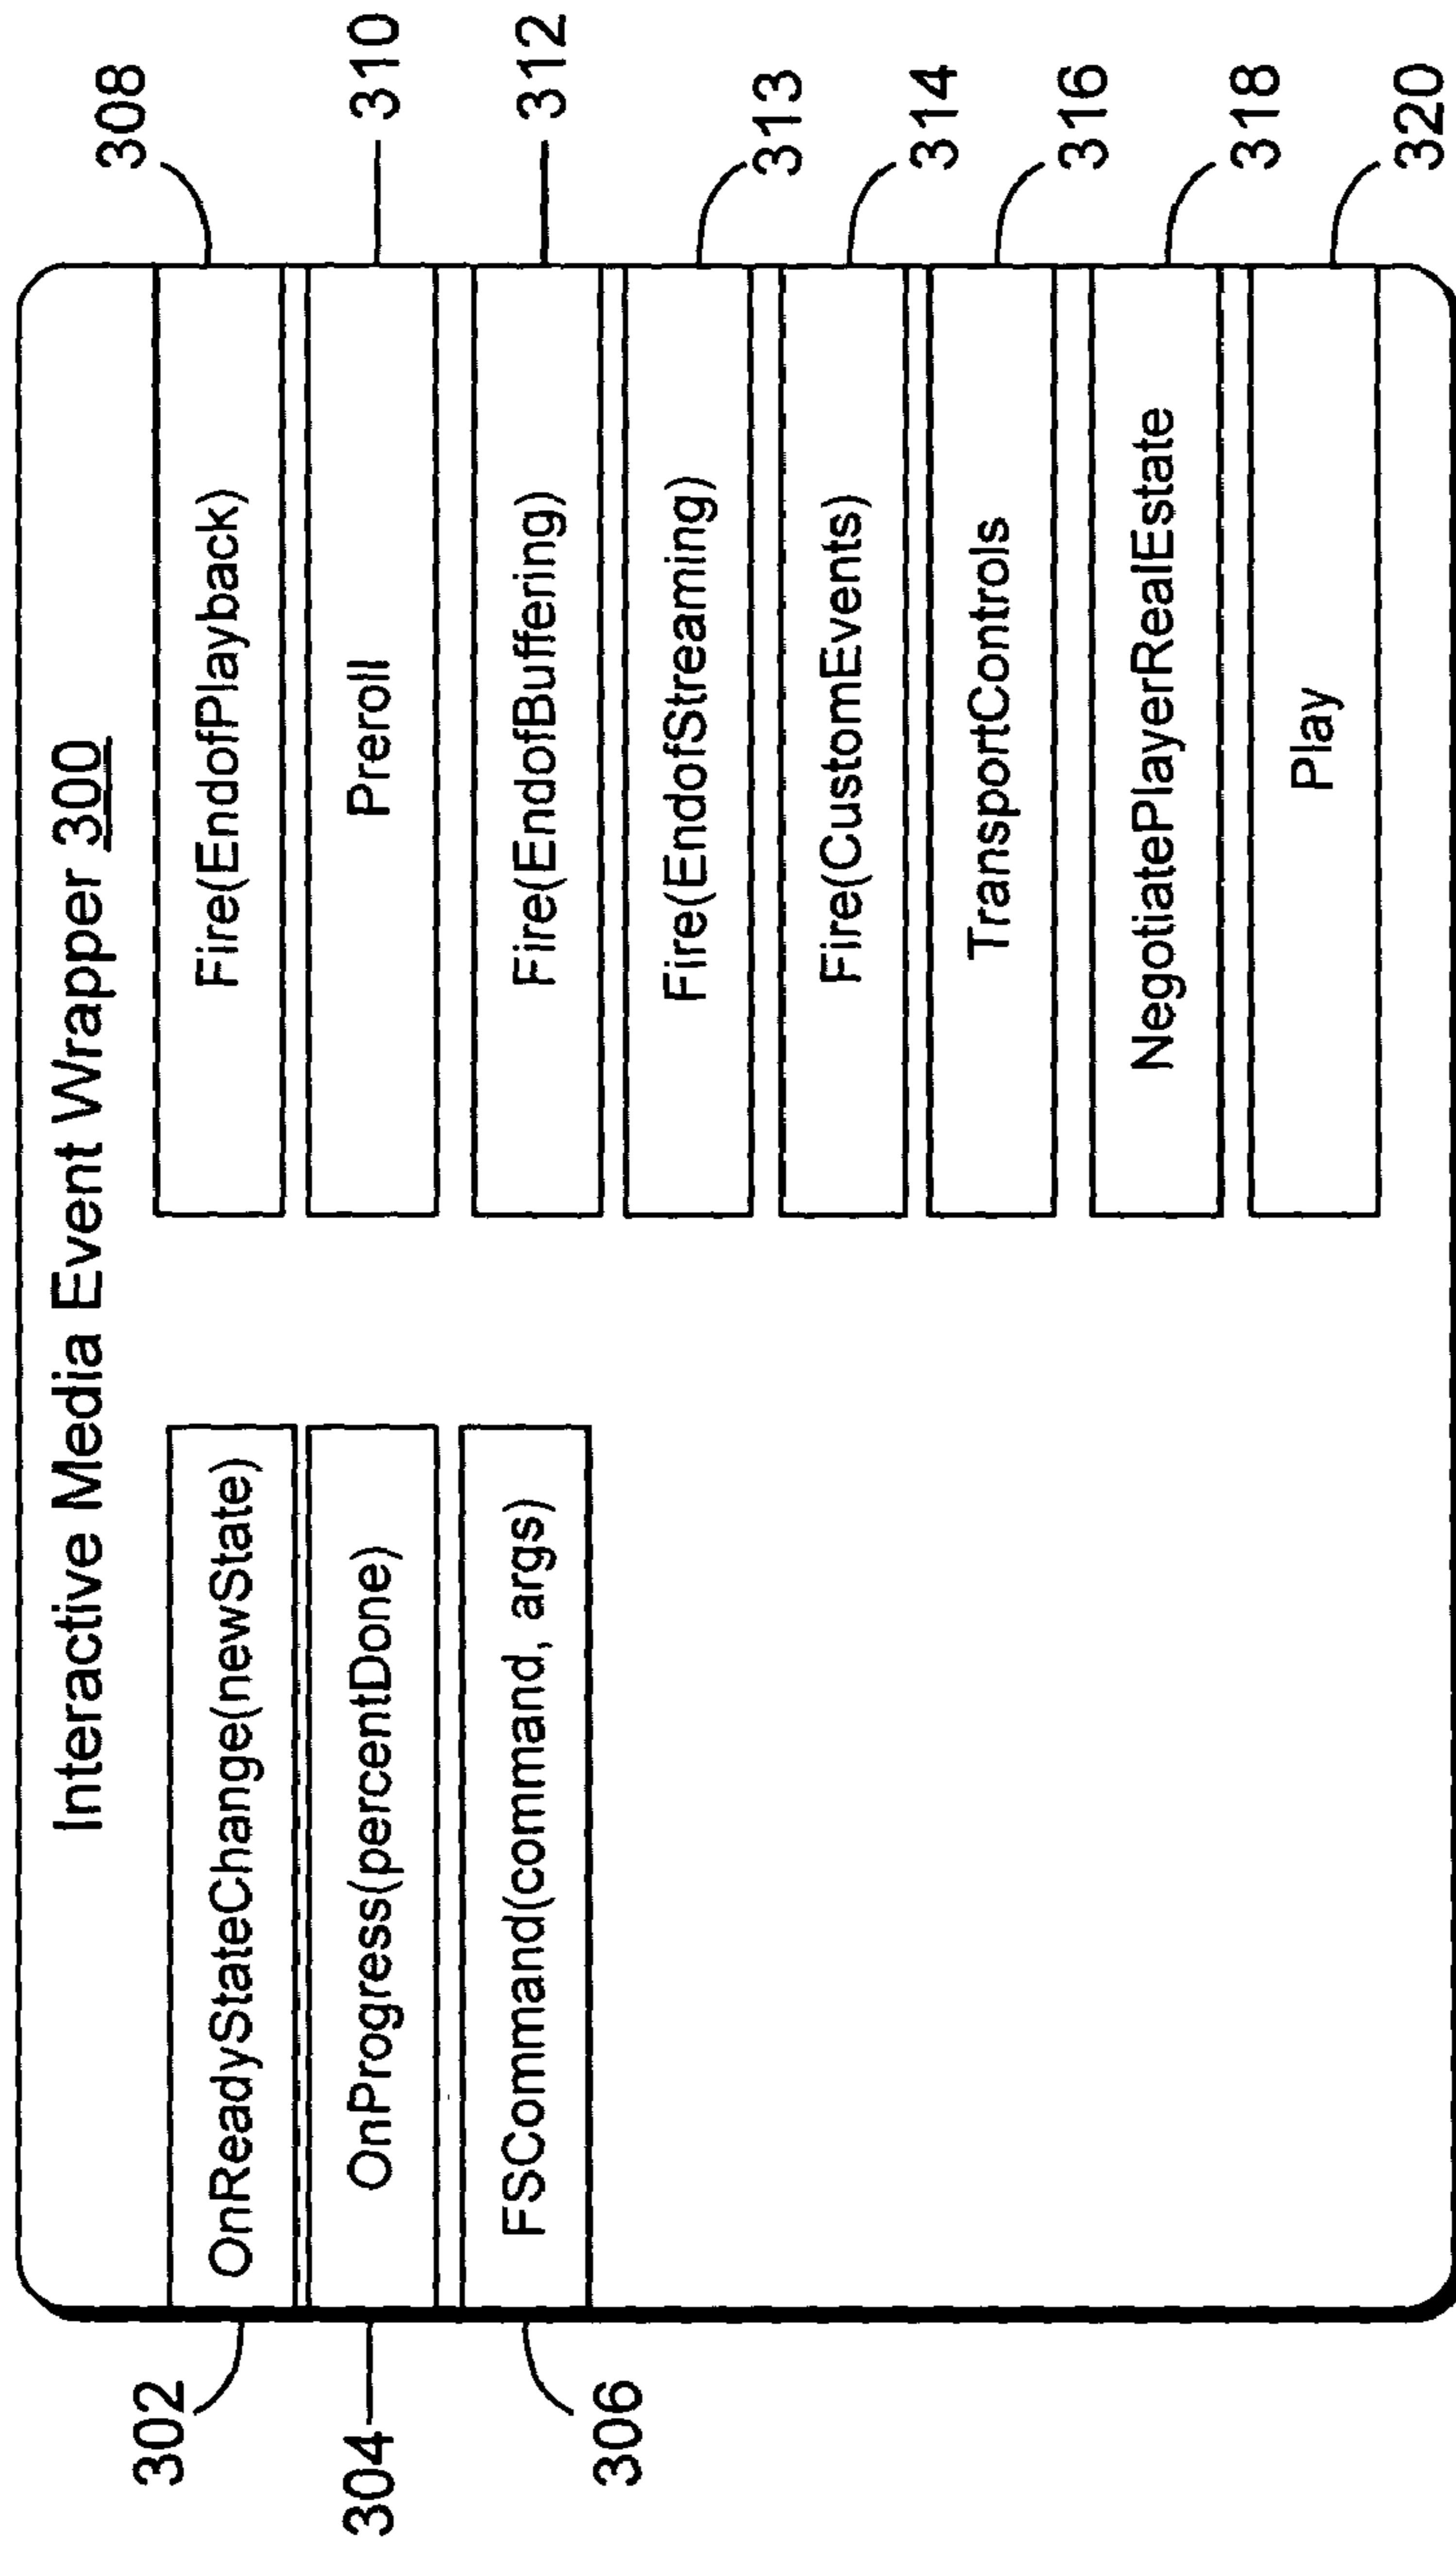 Interactive Media Event Wrapper 300
302
OnReadyStateChange(newState)
304
OnProgress(percentDone)
306
FSCommand(command, args)
Fire(EndofPlayback)
308
Preroll
310
Fire(EndofBuffering)
312
Fire(EndofStreaming)
313
Fire(CustomEvents)
314
TransportControls
316
NegotiatePlayerRealEstate
318
Play
320